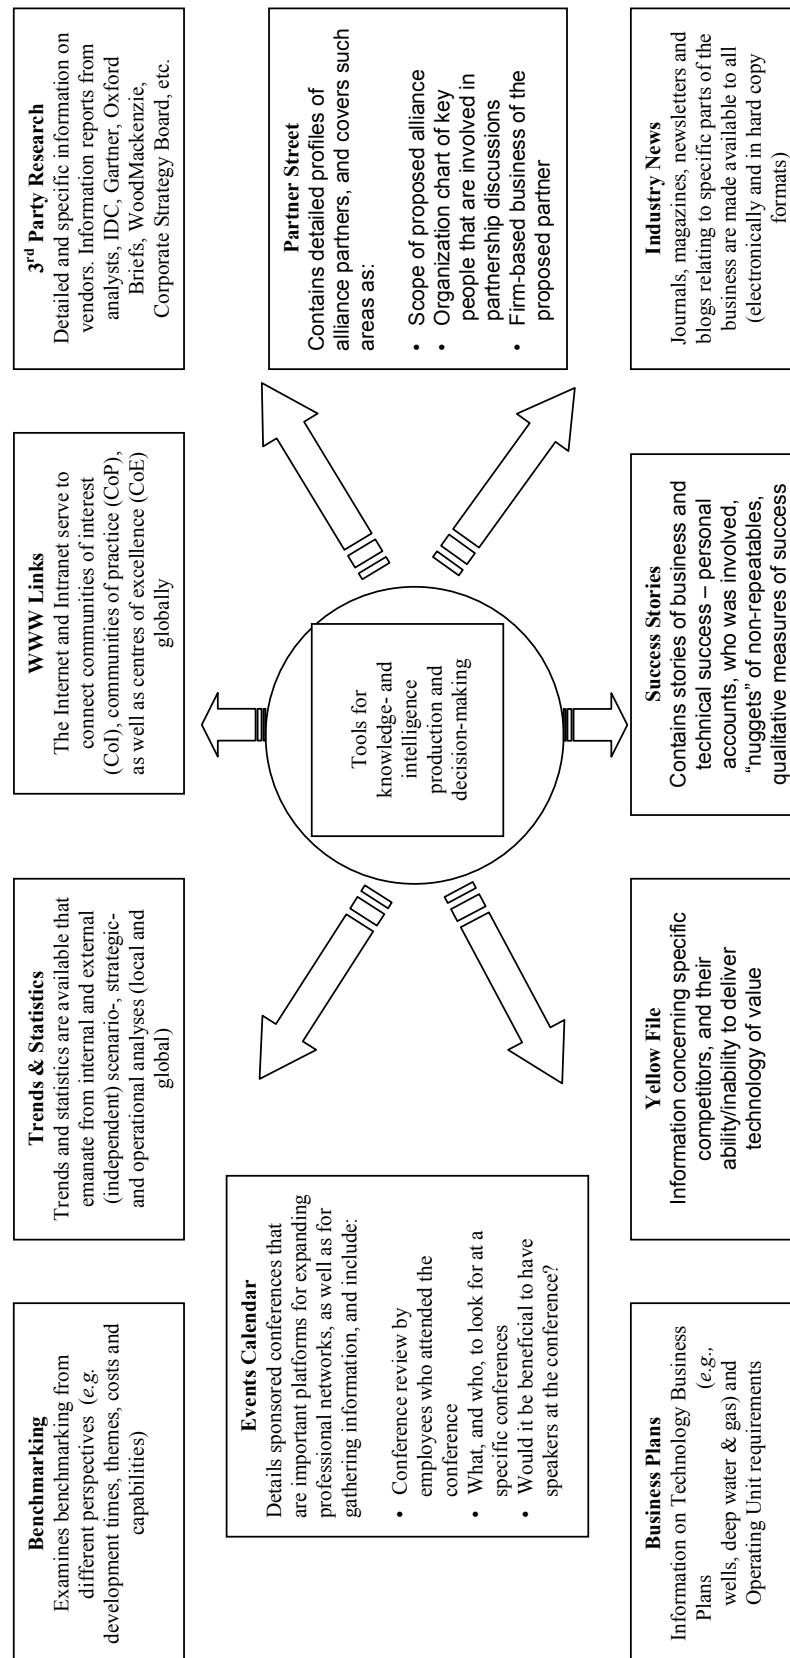 Benchmarking
Examines benchmarking from
different perspectives (e.g.
development times, themes, costs and
capabilities)
Trends & Statistics
Trends and statistics are available that
emanate from internal and external
(independent) scenario-, strategic-
and operational analyses (local and
global)
WWW Links
The Internet and Intranet serve to
connect communities of interest
(CoI), communities of practice (CoP),
as well as centres of excellence (CoE)
globally
3rd Party Research
Detailed and specific information on
vendors. Information reports from
analysts, IDC, Gartner, Oxford
Briefs, WoodMackenzie,
Corporate Strategy Board, etc.
Events Calendar
Details sponsored conferences that
are important platforms for expanding
professional networks, as well as for
gathering information, and include:
• Conference review by
employees who attended the
conference
• What, and who, to look for at a
specific conferences
• Would it be beneficial to have
speakers at the conference?
Tools for
knowledge- and
intelligence
production and
decision-making
Partner Street
Contains detailed profiles of
alliance partners, and covers such
areas as:
• Scope of proposed alliance
• Organization chart of key
people that are involved in
partnership discussions
• Firm-based business of the
proposed partner
Business Plans
Information on Technology Business
Plans (e.g.,
wells, deep water & gas) and
Operating Unit requirements
Yellow File
Information concerning specific
competitors, and their
ability/inability to deliver
technology of value
Success Stories
Contains stories of business and
technical success – personal
accounts, who was involved,
“nuggets” of non-repeatables,
qualitative measures of success
Industry News
Journals, magazines, newsletters and
blogs relating to specific parts of the
business are made available to all
(electronically and in hard copy
formats)